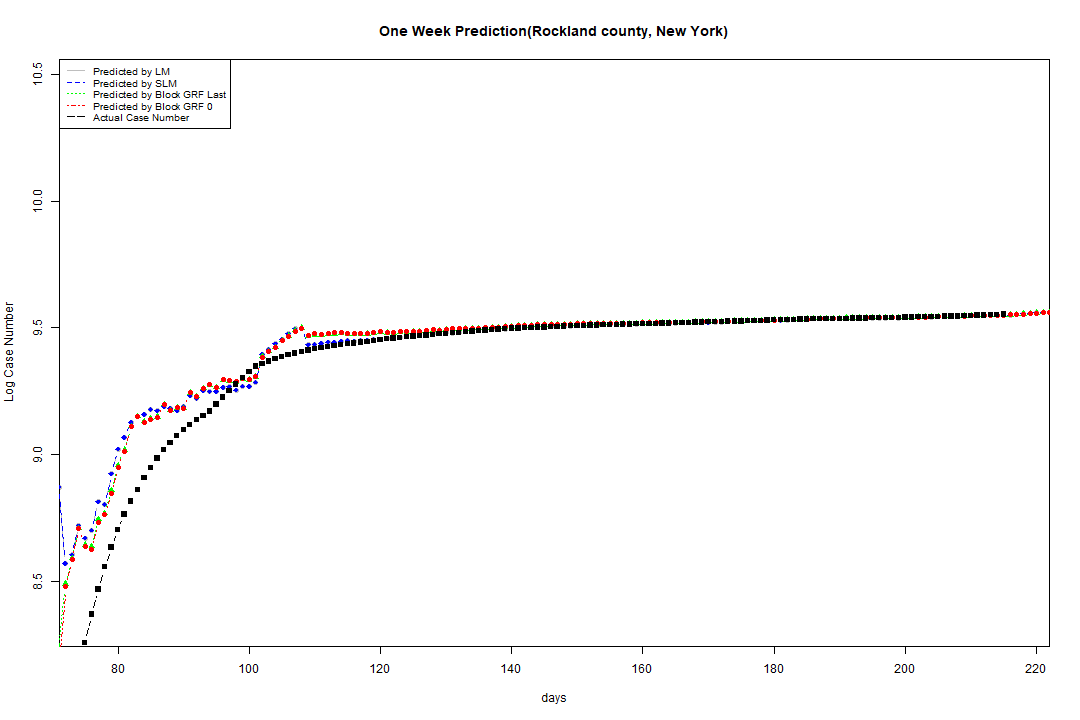 One Week Prediction(Rockland county, New York)
Predicted by LM
Predicted by SLM
Predicted by Block GRF Last
Predicted by Block GRF 0
Actual Case Number
10.5
10.0
9.5
9.0
8.5
Log Case Number
80 100 120 140 160 180 200 220
days